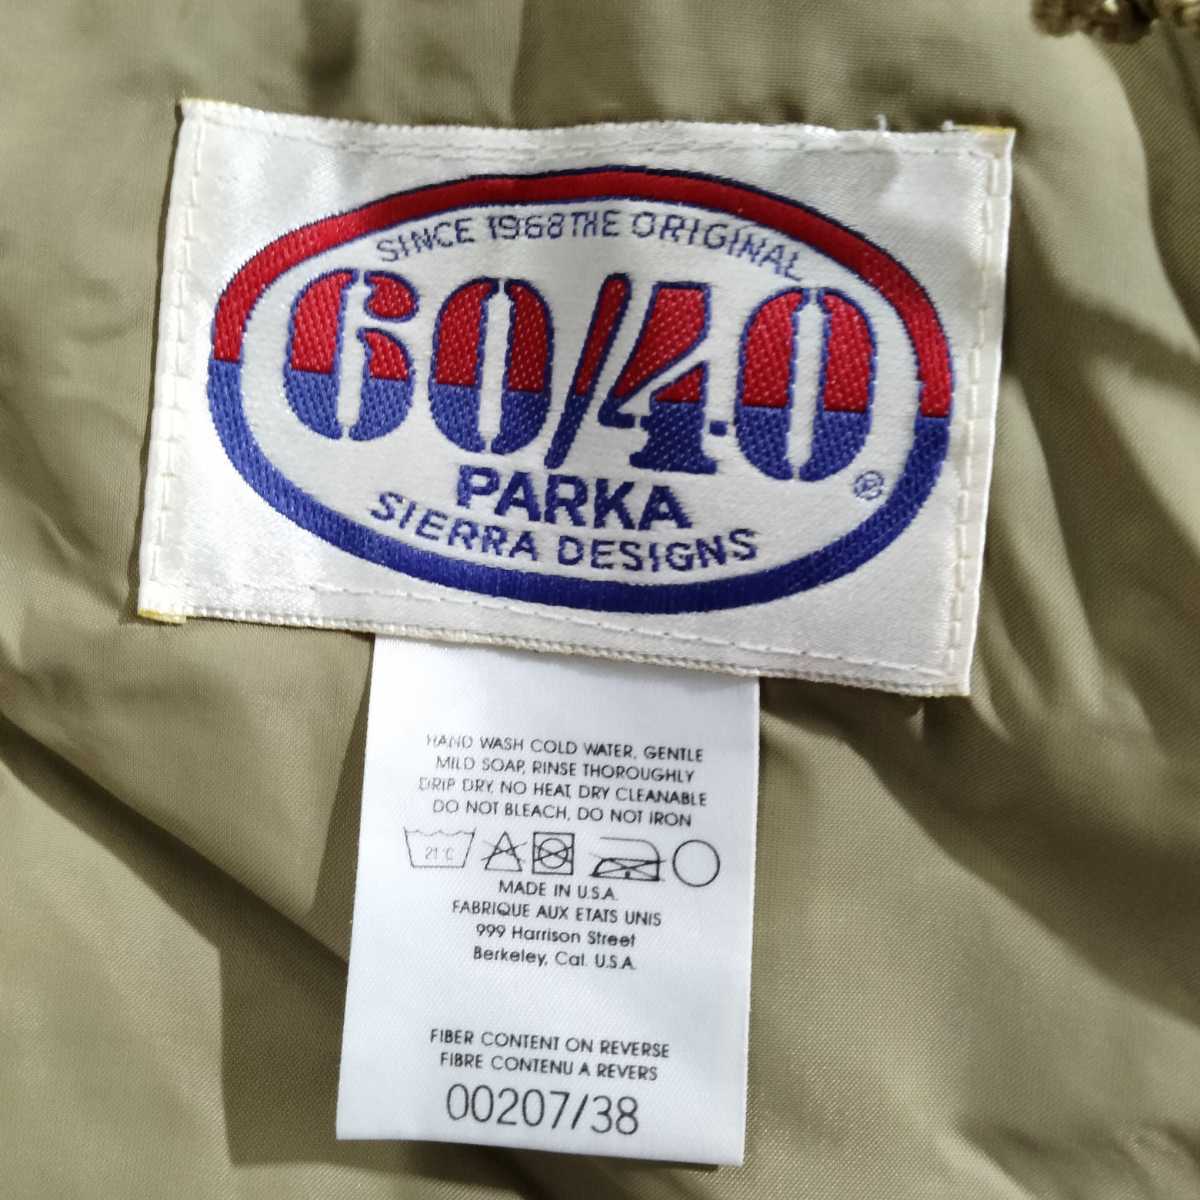 SINCE 1968 THE ORIGINAL
60/40
®
PARKA
SIERRA DESIGNS
HAND WASH COLD WATER, GENTLE
MILD SOAP, RINSE THOROUGHLY
DRIP DRY, NO HEAT, DRY CLEANABLE
DO NOT BLEACH, DO NOT IRON
21°C
MADE IN U.S.A.
FABRIQUE AUX ETATS UNIS
999 Harrison Street
Berkeley, Cal. U.S.A.
FIBER CONTENT ON REVERSE
FIBRE CONTENU A REVERS
00207/38